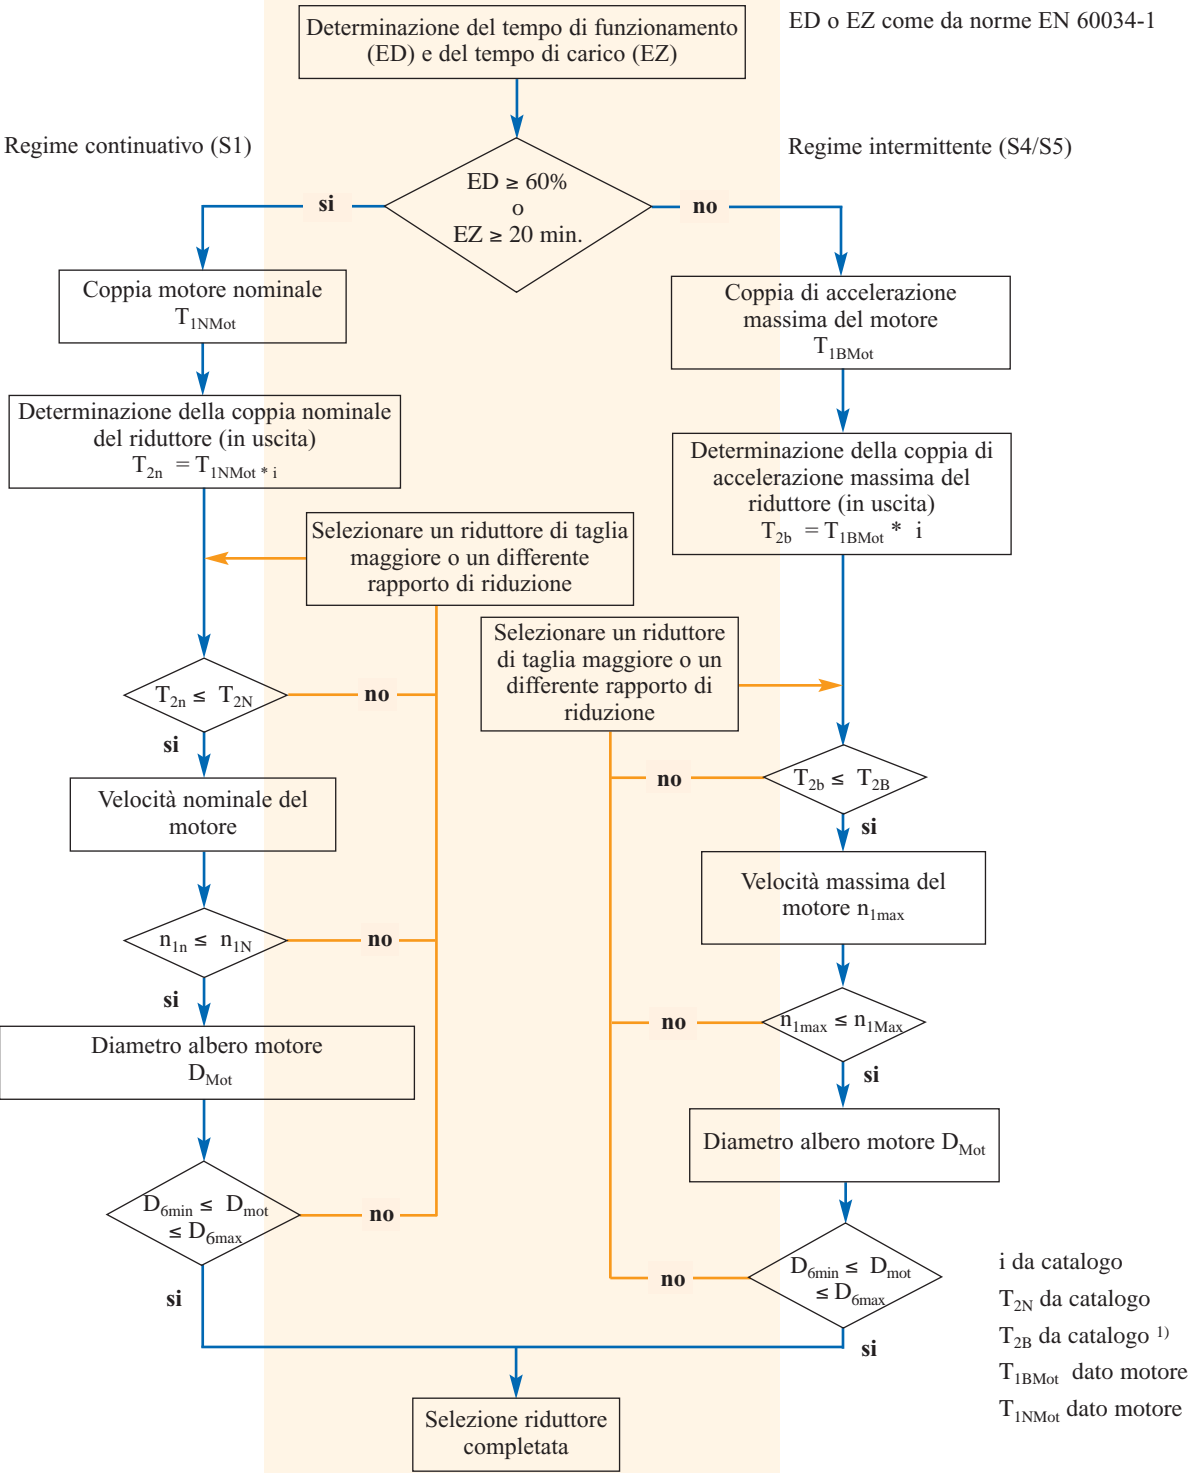 Determinazione del tempo di funzionamento
(ED) e del tempo di carico (EZ)
ED o EZ come da norme EN 60034-1
Regime continuativo (S1)
Regime intermittente (S4/S5)
ED ≥ 60%
o
EZ ≥ 20 min.
si
no
Coppia motore nominale
T1NMot
Determinazione della coppia nominale
del riduttore (in uscita)
T2n = T1NMot * i
Selezionare un riduttore di taglia
maggiore o un differente
rapporto di riduzione
T2n ≤ T2N
no
si
Velocità nominale del
motore
n1n ≤ n1N
no
si
Diametro albero motore
DMot
D6min ≤ Dmot
≤ D6max
no
si
Coppia di accelerazione
massima del motore
T1BMot
Determinazione della coppia di
accelerazione massima del
riduttore (in uscita)
T2b = T1BMot * i
Selezionare un riduttore
di taglia maggiore o un
differente rapporto di
riduzione
T2b ≤ T2B
no
si
Velocità massima del
motore n1max
n1max ≤ n1Max
no
si
Diametro albero motore DMot
D6min ≤ Dmot
≤ D6max
no
si
Selezione riduttore
completata
i da catalogo
T2N da catalogo
T2B da catalogo 1)
T1BMot dato motore
T1NMot dato motore